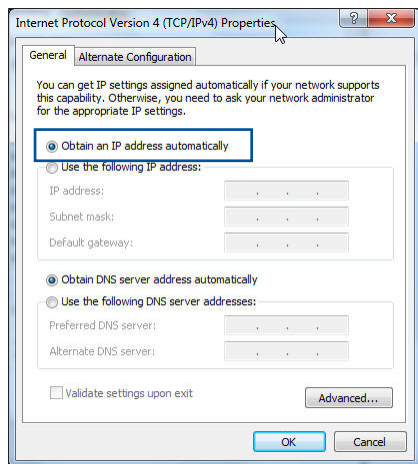 Internet Protocol Version 4 (TCP/IPv4) Properties
General
Alternate Configuration
You can get IP settings assigned automatically if your network supports
this capability. Otherwise, you need to ask your network administrator
for the appropriate IP settings.
Obtain an IP address automatically
Use the following IP address:
IP address:
Subnet mask:
Default gateway:
Obtain DNS server address automatically
Use the following DNS server addresses:
Preferred DNS server:
Alternate DNS server:
Validate settings upon exit
Advanced...
OK
Cancel